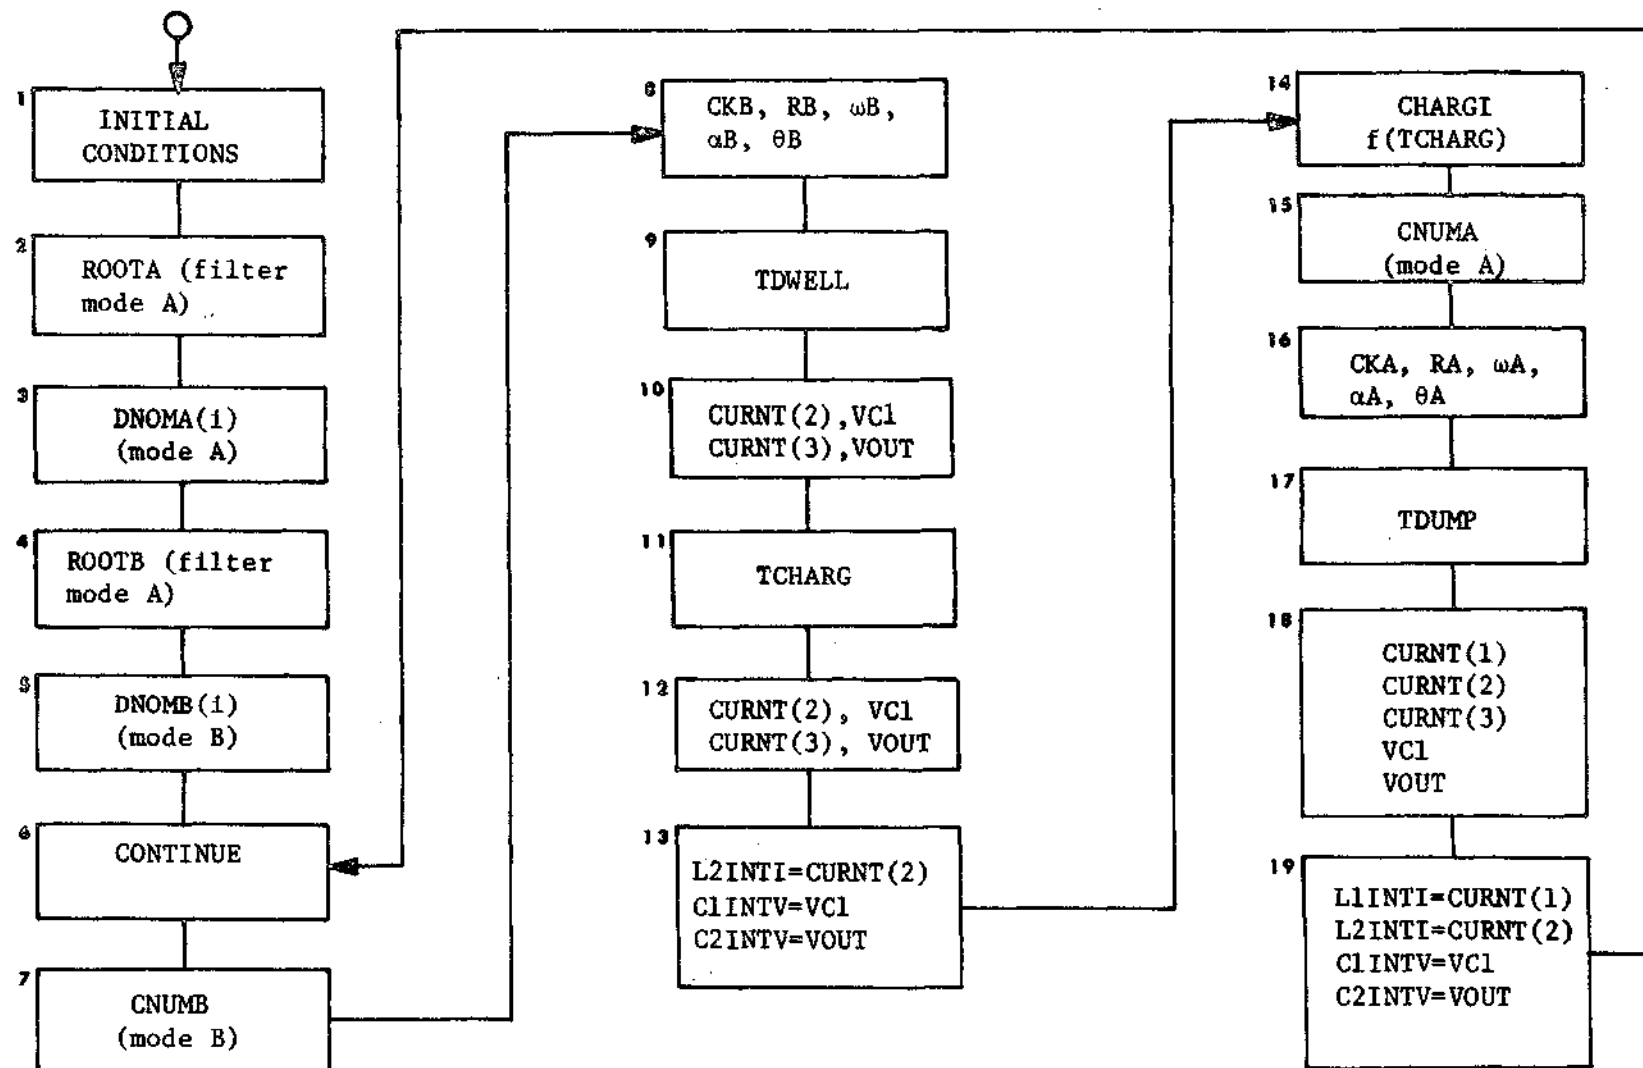 1
INITIAL
CONDITIONS
2
ROOTA (filter
mode A)
3
DNOMA(i)
(mode A)
4
ROOTB (filter
mode A)
5
DNOMB(i)
(mode B)
6
CONTINUE
7
CNUMB
(mode B)
8
CKB, RB, ωB,
αB, θB
9
TDWELL
10
CURNT(2),VC1
CURNT(3),VOUT
11
TCHARG
12
CURNT(2), VC1
CURNT(3), VOUT
13
L2INTI=CURNT(2)
C1INTV=VC1
C2INTV=VOUT
14
CHARGI
f(TCHARG)
15
CNUMA
(mode A)
16
CKA, RA, ωA,
αA, θA
17
TDUMP
18
CURNT(1)
CURNT(2)
CURNT(3)
VC1
VOUT
19
L1INTI=CURNT(1)
L2INTI=CURNT(2)
C1INTV=VC1
C2INTV=VOUT